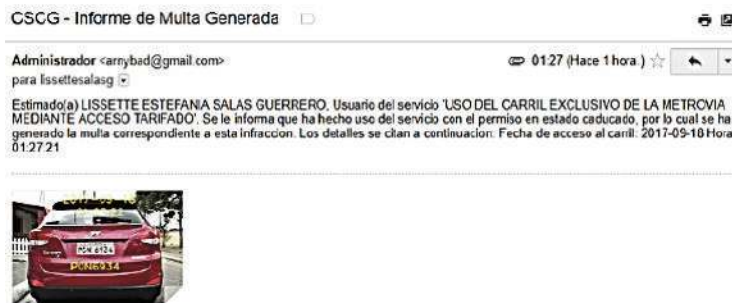 CSCG - Informe de Multa Generada
Administrador <arnybad@gmail.com>
01:27 (Hace 1 hora.)
para lissettesalasg
Estimado(a) LISSETTE ESTEFANIA SALAS GUERRERO, Usuario del servicio 'USO DEL CARRIL EXCLUSIVO DE LA METROVIA
MEDIANTE ACCESO TARIFADO'. Se le informa que ha hecho uso del servicio con el permiso en estado caducado, por lo cual se ha
generado la multa correspondiente a esta infraccion. Los detalles se citan a continuacion: Fecha de acceso al carril: 2017-09-18 Hora
01:27:21
PCN6934